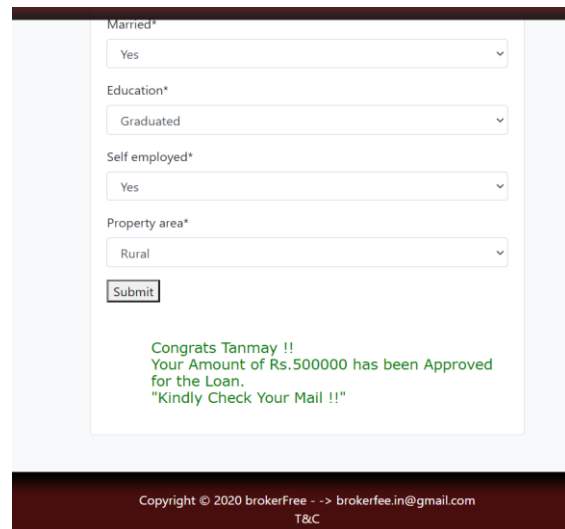 Married*
Yes
Education*
Graduated
Self employed*
Yes
Property area*
Rural
Submit
Congrats Tanmay !!
Your Amount of Rs.500000 has been Approved
for the Loan.
"Kindly Check Your Mail !!"
Copyright © 2020 brokerFree - -> brokerfee.in@gmail.com
T&C